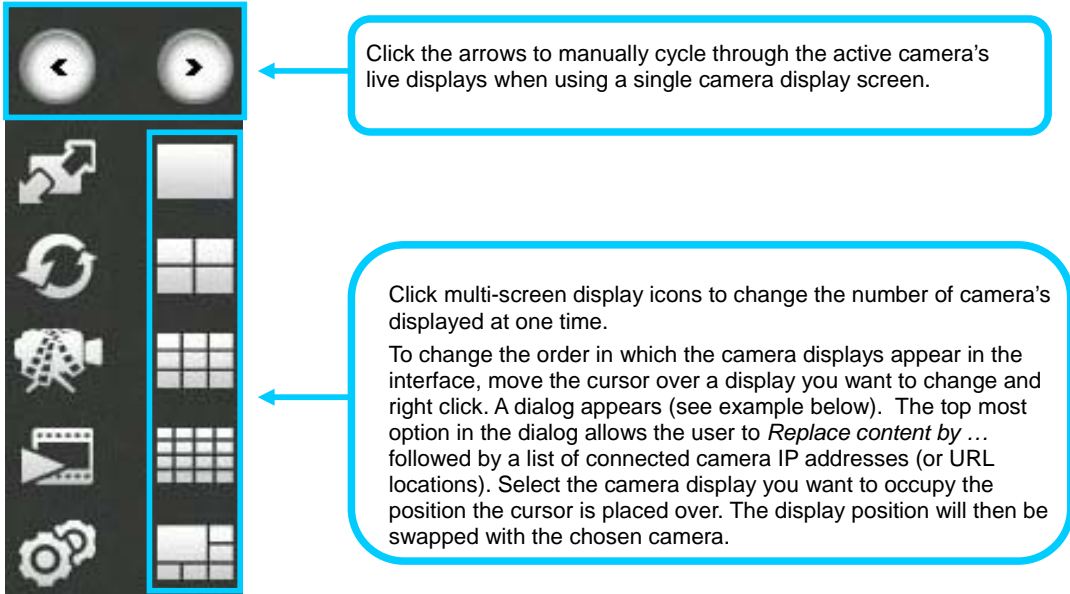 Click the arrows to manually cycle through the active camera's
live displays when using a single camera display screen.
Click multi-screen display icons to change the number of camera's
displayed at one time.
To change the order in which the camera displays appear in the
interface, move the cursor over a display you want to change and
right click. A dialog appears (see example below).  The top most
option in the dialog allows the user to Replace content by …
followed by a list of connected camera IP addresses (or URL
locations). Select the camera display you want to occupy the
position the cursor is placed over. The display position will then be
swapped with the chosen camera.